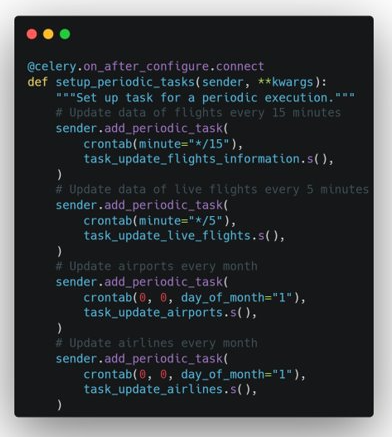 @celery.on_after_configure.connect
def setup_periodic_tasks(sender, **kwargs):
    """Set up task for a periodic execution."""
    # Update data of flights every 15 minutes
    sender.add_periodic_task(
        crontab(minute="*/15"),
        task_update_flights_information.s(),
    )
    # Update data of live flights every 5 minutes
    sender.add_periodic_task(
        crontab(minute="*/5"),
        task_update_live_flights.s(),
    )
    # Update airports every month
    sender.add_periodic_task(
        crontab(0, 0, day_of_month="1"),
        task_update_airports.s(),
    )
    # Update airlines every month
    sender.add_periodic_task(
        crontab(0, 0, day_of_month="1"),
        task_update_airlines.s(),
    )